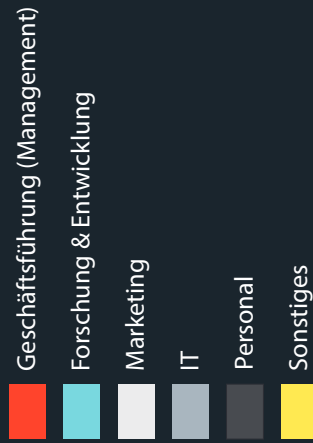 Geschäftsführung (Management)
Forschung & Entwicklung
Marketing
IT
Personal
Sonstiges